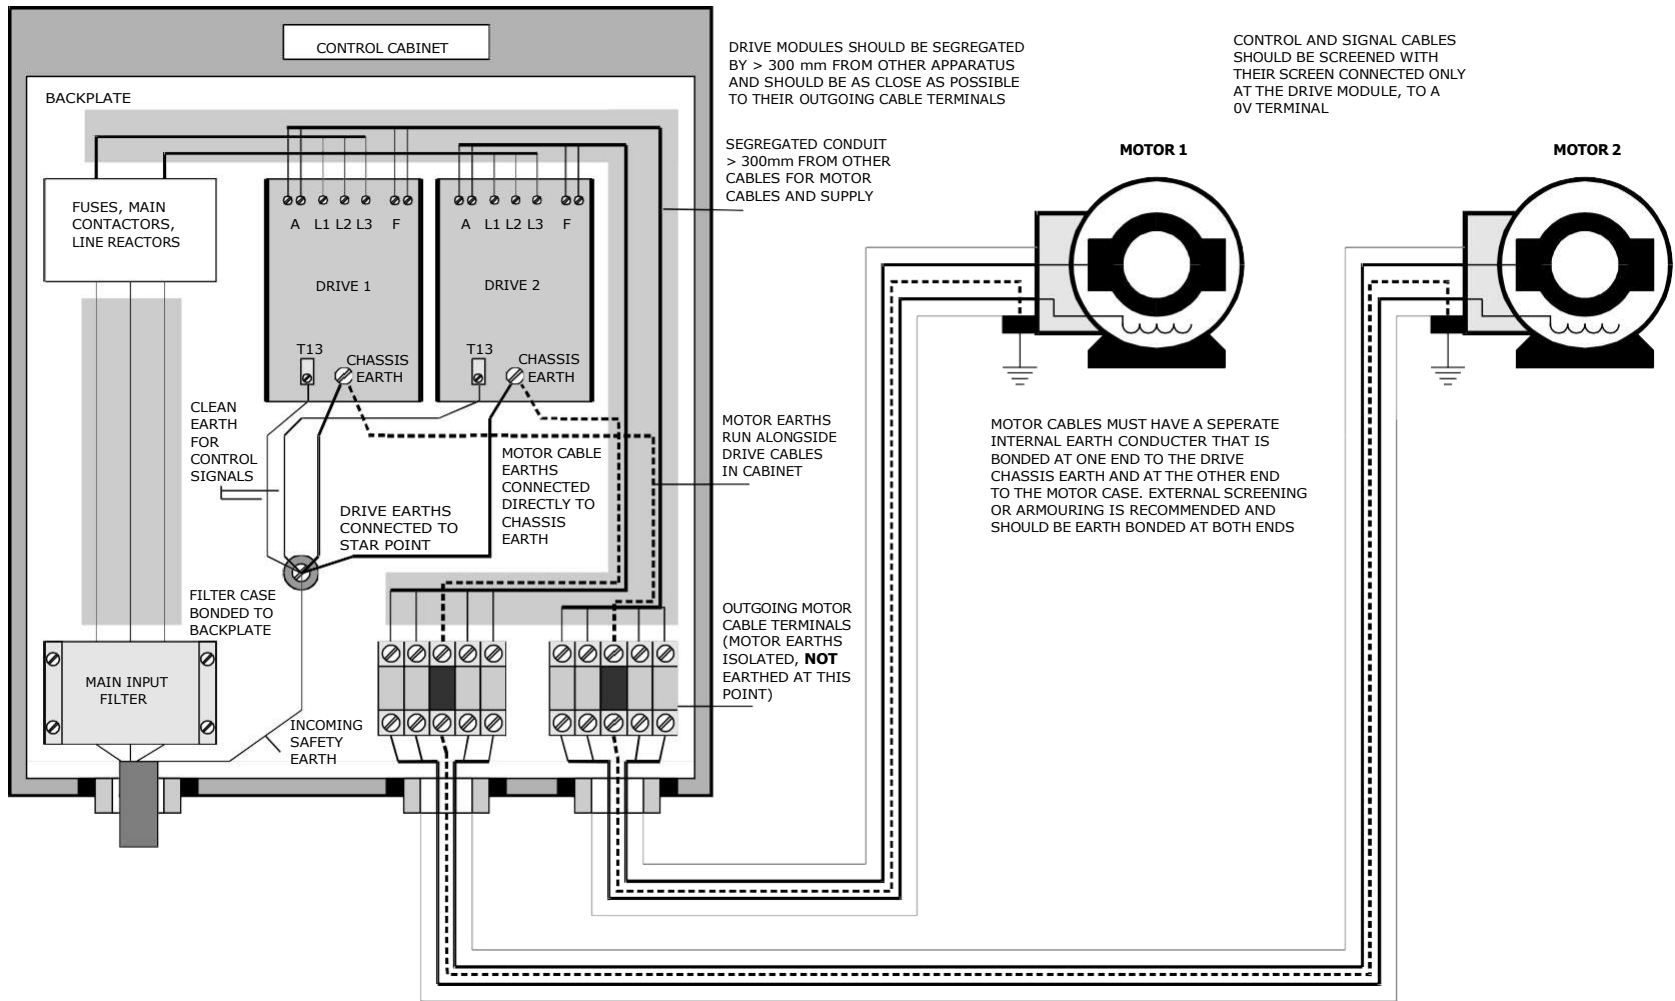 CONTROL CABINET
BACKPLATE
DRIVE MODULES SHOULD BE SEGREGATED
BY > 300 mm FROM OTHER APPARATUS
AND SHOULD BE AS CLOSE AS POSSIBLE
TO THEIR OUTGOING CABLE TERMINALS
CONTROL AND SIGNAL CABLES
SHOULD BE SCREENED WITH
THEIR SCREEN CONNECTED ONLY
AT THE DRIVE MODULE, TO A
0V TERMINAL
SEGREGATED CONDUIT
> 300mm FROM OTHER
CABLES FOR MOTOR
CABLES AND SUPPLY
MOTOR 1
MOTOR 2
FUSES, MAIN
CONTACTORS,
LINE REACTORS
A L1 L2 L3 F
A L1 L2 L3 F
DRIVE 1
DRIVE 2
T13
CHASSIS
EARTH
T13
CHASSIS
EARTH
CLEAN
EARTH
FOR
CONTROL
SIGNALS
MOTOR CABLE
EARTHS
CONNECTED
DIRECTLY TO
CHASSIS
EARTH
MOTOR EARTHS
RUN ALONGSIDE
DRIVE CABLES
IN CABINET
MOTOR CABLES MUST HAVE A SEPERATE
INTERNAL EARTH CONDUCTER THAT IS
BONDED AT ONE END TO THE DRIVE
CHASSIS EARTH AND AT THE OTHER END
TO THE MOTOR CASE. EXTERNAL SCREENING
OR ARMOURING IS RECOMMENDED AND
SHOULD BE EARTH BONDED AT BOTH ENDS
DRIVE EARTHS
CONNECTED TO
STAR POINT
FILTER CASE
BONDED TO
BACKPLATE
OUTGOING MOTOR
CABLE TERMINALS
(MOTOR EARTHS
ISOLATED, NOT
EARTHED AT THIS
POINT)
MAIN INPUT
FILTER
INCOMING
SAFETY
EARTH